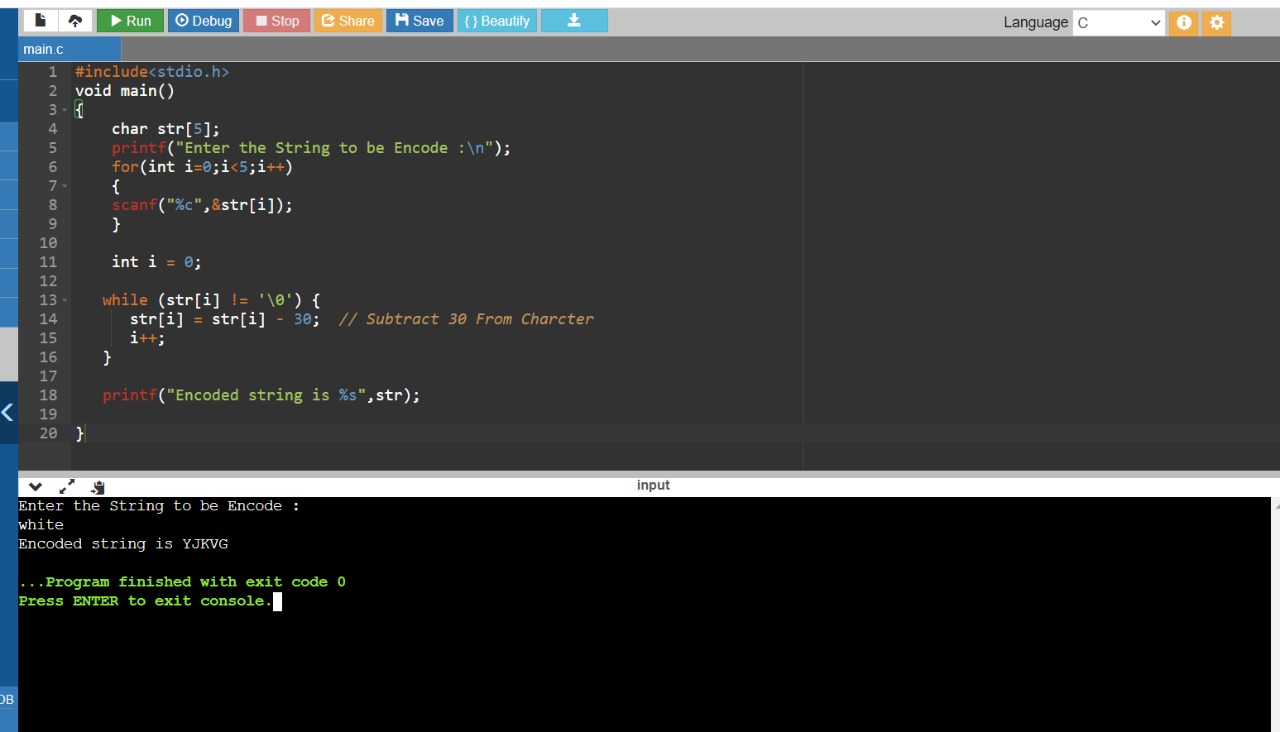 Run Debug Stop Share Save { } Beautify Language C
main.c
1 #include<stdio.h>
2 void main()
3 {
4 char str[5];
5 printf("Enter the String to be Encode :\n");
6 for(int i=0;i<5;i++)
7 {
8 scanf("%c",&str[i]);
9 }
10
11 int i = 0;
12
13 while (str[i] != '\0') {
14 str[i] = str[i] - 30; // Subtract 30 From Charcter
15 i++;
16 }
17
18 printf("Encoded string is %s",str);
19
20 }
input
Enter the String to be Encode :
white
Encoded string is YJKVG
...Program finished with exit code 0
Press ENTER to exit console.
DB